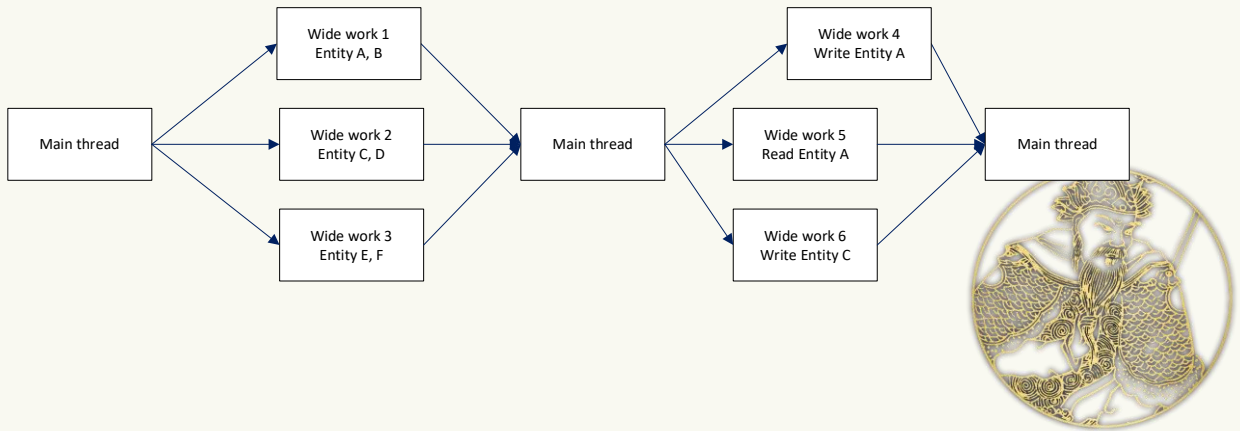 Main thread
Wide work 1
Entity A, B
Wide work 2
Entity C, D
Wide work 3
Entity E, F
Main thread
Wide work 4
Write Entity A
Wide work 5
Read Entity A
Wide work 6
Write Entity C
Main thread